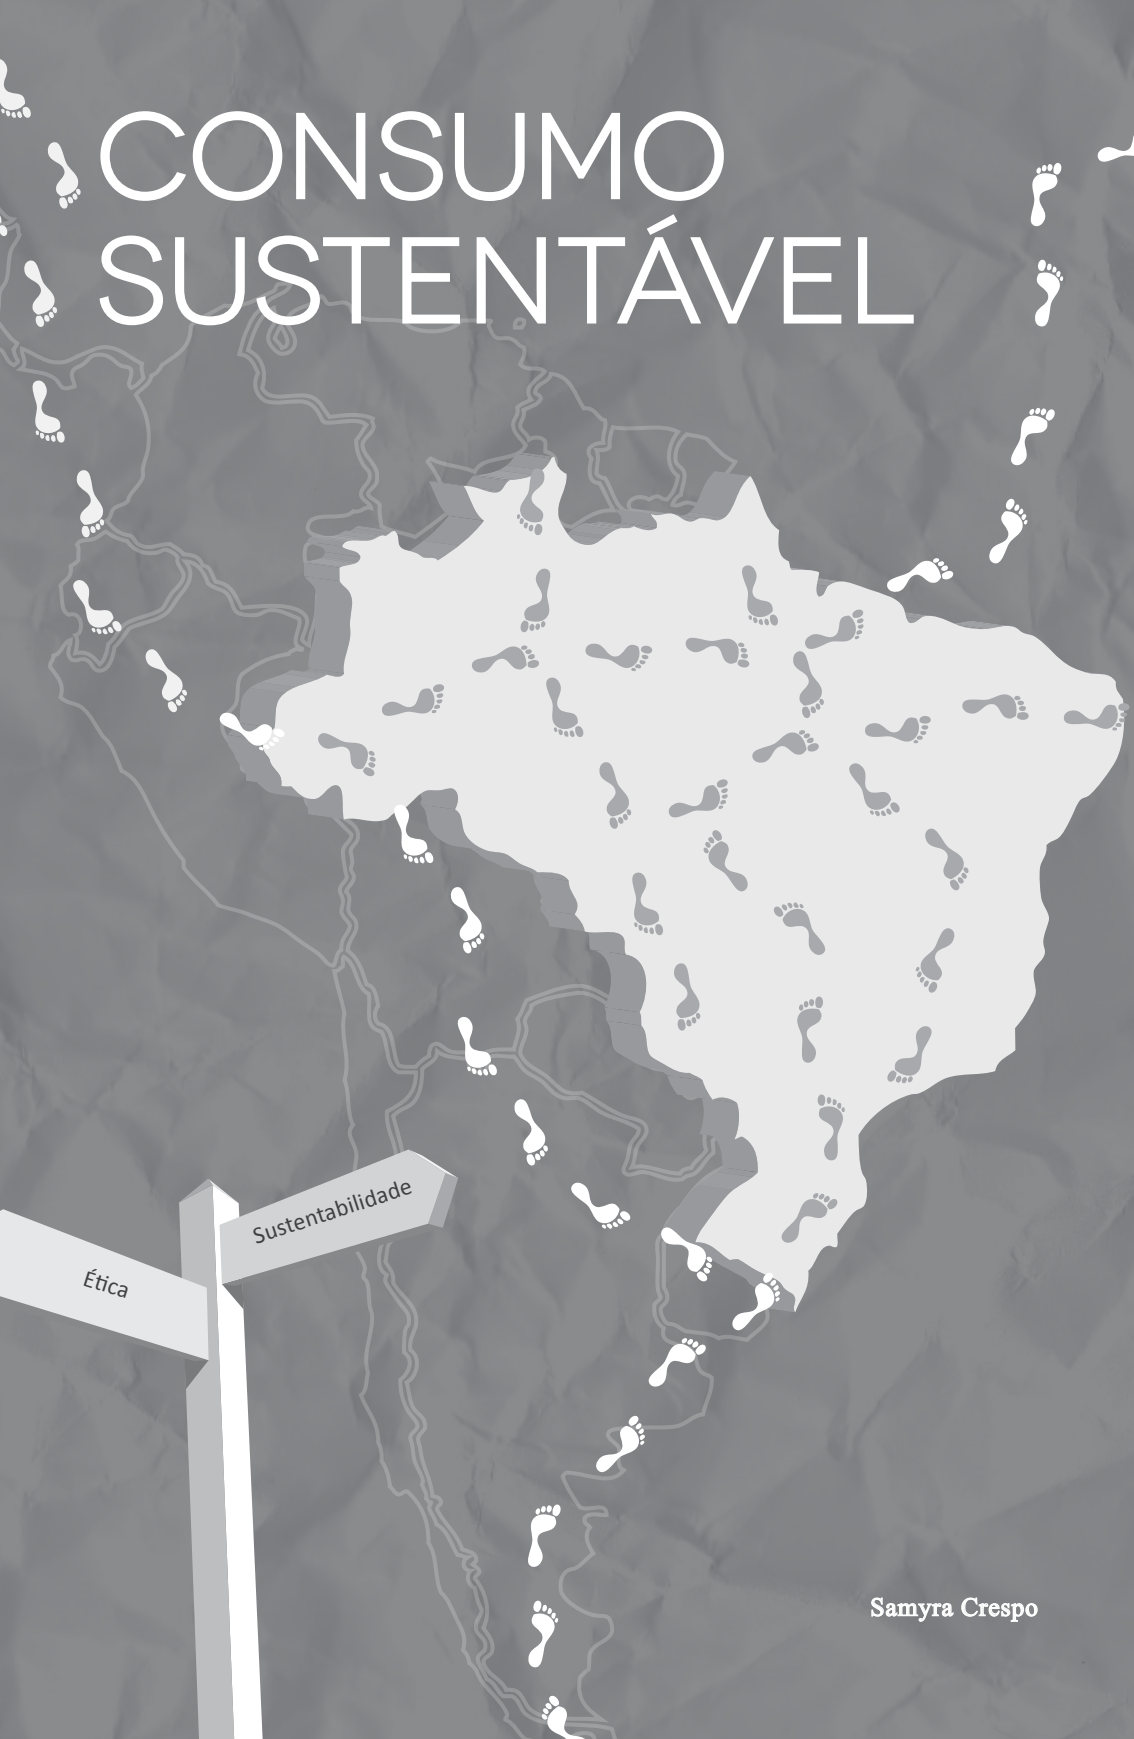 CONSUMO
SUSTENTÁVEL
Sustentabilidade
Ética
Samyra Crespo